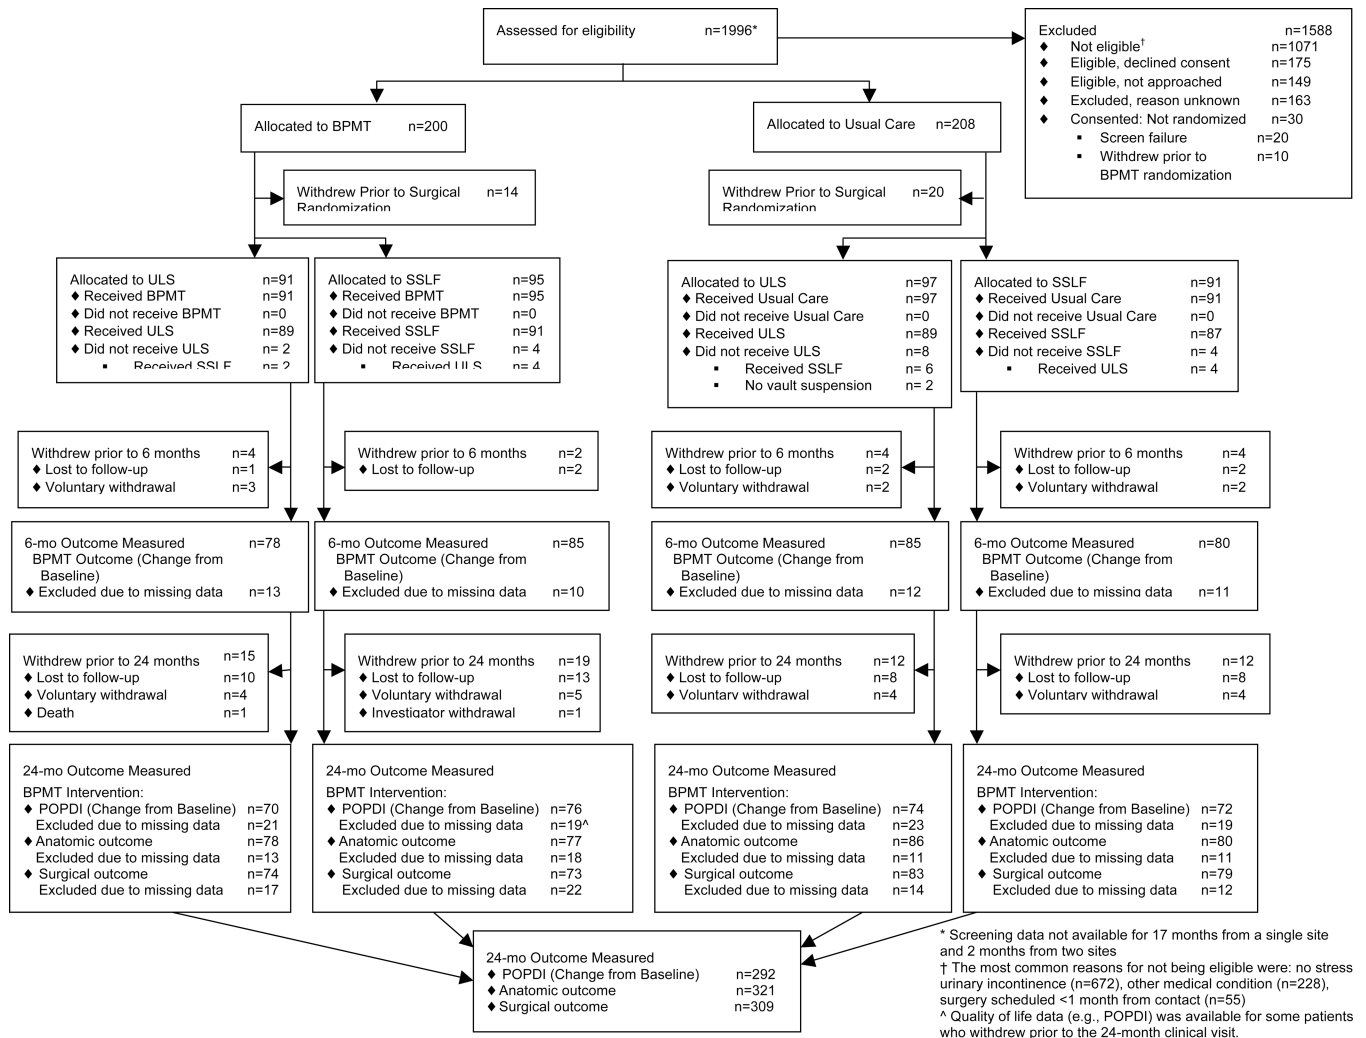 Assessed for eligibility n=1996*
Excluded n=1588
♦ Not eligible† n=1071
♦ Eligible, declined consent n=175
♦ Eligible, not approached n=149
♦ Excluded, reason unknown n=163
♦ Consented: Not randomized n=30
▪ Screen failure n=20
▪ Withdrew prior to n=10
BPMT randomization
Allocated to BPMT n=200
Allocated to Usual Care n=208
Withdrew Prior to Surgical n=14
Randomization
Withdrew Prior to Surgical n=20
Randomization
Allocated to ULS n=91
♦ Received BPMT n=91
♦ Did not receive BPMT n=0
♦ Received ULS n=89
♦ Did not receive ULS n= 2
▪ Received SSLF n= 2
Allocated to SSLF n=95
♦ Received BPMT n=95
♦ Did not receive BPMT n=0
♦ Received SSLF n=91
♦ Did not receive SSLF n= 4
▪ Received ULS n= 4
Allocated to ULS n=97
♦ Received Usual Care n=97
♦ Did not receive Usual Care n=0
♦ Received ULS n=89
♦ Did not receive ULS n=8
▪ Received SSLF n= 6
▪ No vault suspension n= 2
Allocated to SSLF n=91
♦ Received Usual Care n=91
♦ Did not receive Usual Care n=0
♦ Received SSLF n=87
♦ Did not receive SSLF n= 4
▪ Received ULS n= 4
Withdrew prior to 6 months n=4
♦ Lost to follow-up n=1
♦ Voluntary withdrawal n=3
Withdrew prior to 6 months n=2
♦ Lost to follow-up n=2
Withdrew prior to 6 months n=4
♦ Lost to follow-up n=2
♦ Voluntary withdrawal n=2
Withdrew prior to 6 months n=4
♦ Lost to follow-up n=2
♦ Voluntary withdrawal n=2
6-mo Outcome Measured n=78
BPMT Outcome (Change from
Baseline)
♦ Excluded due to missing data n=13
6-mo Outcome Measured n=85
BPMT Outcome (Change from
Baseline)
♦ Excluded due to missing data n=10
6-mo Outcome Measured n=85
BPMT Outcome (Change from
Baseline)
♦ Excluded due to missing data n=12
6-mo Outcome Measured n=80
BPMT Outcome (Change from
Baseline)
♦ Excluded due to missing data n=11
Withdrew prior to 24 months n=15
♦ Lost to follow-up n=10
♦ Voluntary withdrawal n=4
♦ Death n=1
Withdrew prior to 24 months n=19
♦ Lost to follow-up n=13
♦ Voluntary withdrawal n=5
♦ Investigator withdrawal n=1
Withdrew prior to 24 months n=12
♦ Lost to follow-up n=8
♦ Voluntary withdrawal n=4
Withdrew prior to 24 months n=12
♦ Lost to follow-up n=8
♦ Voluntary withdrawal n=4
24-mo Outcome Measured
BPMT Intervention:
♦ POPDI (Change from Baseline) n=70
Excluded due to missing data n=21
♦ Anatomic outcome n=78
Excluded due to missing data n=13
♦ Surgical outcome n=74
Excluded due to missing data n=17
24-mo Outcome Measured
BPMT Intervention:
♦ POPDI (Change from Baseline) n=76
Excluded due to missing data n=19^
♦ Anatomic outcome n=77
Excluded due to missing data n=18
♦ Surgical outcome n=73
Excluded due to missing data n=22
24-mo Outcome Measured
BPMT Intervention:
♦ POPDI (Change from Baseline) n=74
Excluded due to missing data n=23
♦ Anatomic outcome n=86
Excluded due to missing data n=11
♦ Surgical outcome n=83
Excluded due to missing data n=14
24-mo Outcome Measured
BPMT Intervention:
♦ POPDI (Change from Baseline) n=72
Excluded due to missing data n=19
♦ Anatomic outcome n=80
Excluded due to missing data n=11
♦ Surgical outcome n=79
Excluded due to missing data n=12
24-mo Outcome Measured
♦ POPDI (Change from Baseline) n=292
♦ Anatomic outcome n=321
♦ Surgical outcome n=309
* Screening data not available for 17 months from a single site
and 2 months from two sites
† The most common reasons for not being eligible were: no stress
urinary incontinence (n=672), other medical condition (n=228),
surgery scheduled <1 month from contact (n=55)
^ Quality of life data (e.g., POPDI) was available for some patients
who withdrew prior to the 24-month clinical visit.